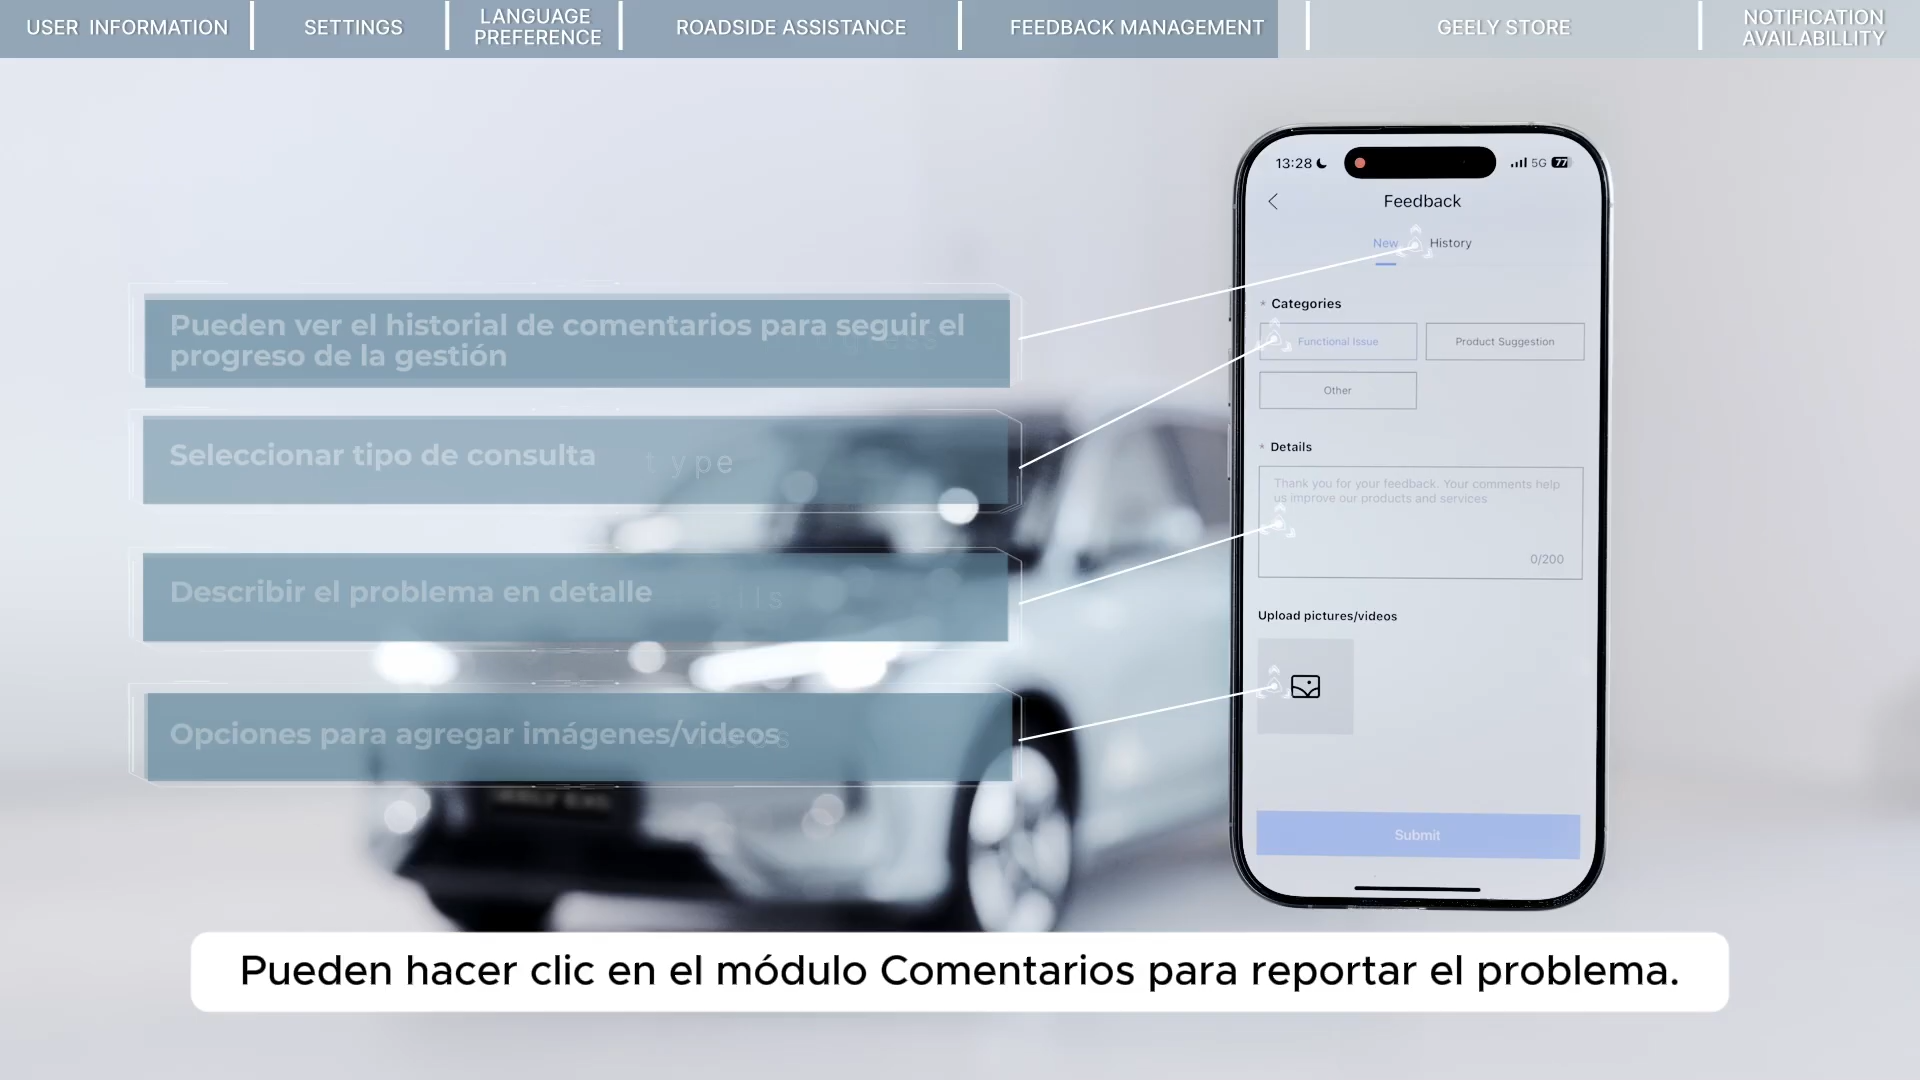 USER INFORMATION
SETTINGS
LANGUAGE
PREFERENCE
ROADSIDE ASSISTANCE
FEEDBACK MANAGEMENT
GEELY STORE
NOTIFICATION
AVAILABILLITY
13:28
5G
77
Feedback
New
History
* Categories
Functional Issue
Product Suggestion
Other
* Details
Thank you for your feedback. Your comments help
us improve our products and services
0/200
Upload pictures/videos
Submit
Pueden ver el historial de comentarios para seguir el
progreso de la gestión
Seleccionar tipo de consulta
type
Describir el problema en detalle
Opciones para agregar imágenes/videos
Pueden hacer clic en el módulo Comentarios para reportar el problema.